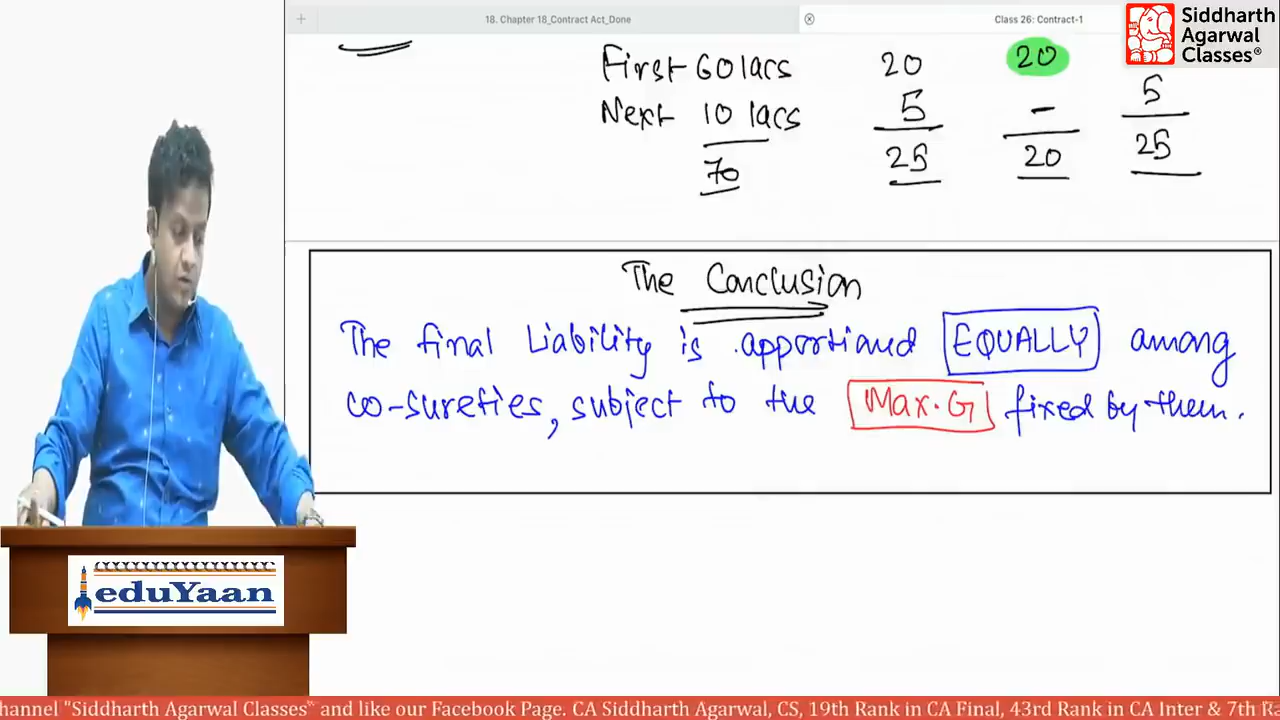 18. Chapter 18_Contract Act_Done
Class 26: Contract-1
Siddharth
Agarwal
Classes®
First 60 lacs 20 20
Next 10 lacs 5 - 5
70 25 20 25
The Conclusion
The final Liability is apportioned EQUALLY among
co-sureties, subject to the Max. G fixed by them.
eduYaan
hannel "Siddharth Agarwal Classes" and like our Facebook Page. CA Siddharth Agarwal, CS, 19th Rank in CA Final, 43rd Rank in CA Inter & 7th Ra